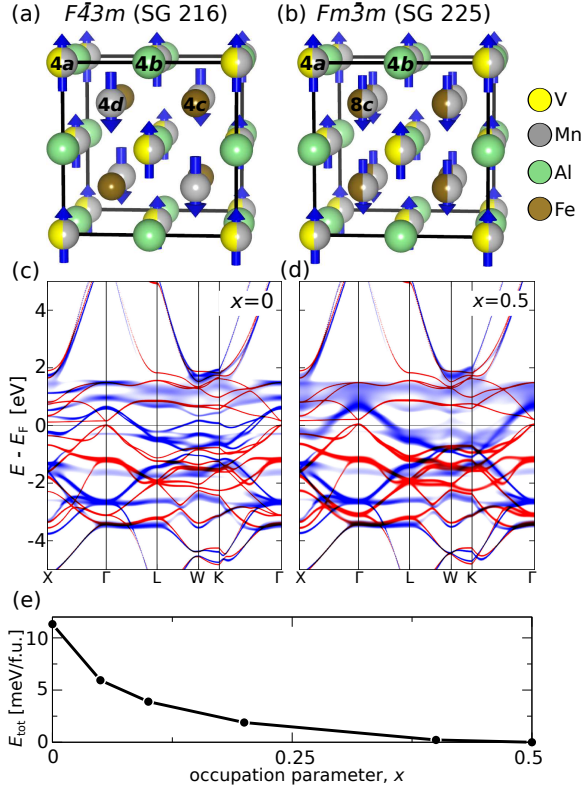 (a) F4̄3m (SG 216)
(b) Fm3̄m (SG 225)
4a 4b
4d 4c
4a 4b
8c
V
Mn
Al
Fe
(c) (d)
x=0
x=0.5
E - E_F [eV]
4
2
0
-2
-4
X Γ L W K Γ
X Γ L W K Γ
(e)
E_tot [meV/f.u.]
10
5
0
0 0.25 0.5
occupation parameter, x